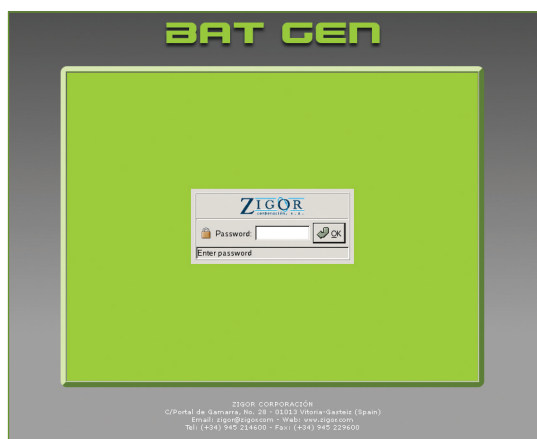 BAT GEN
ZIGOR
CORPORACIÓN, S.A.
Password:
OK
Enter password
ZIGOR CORPORACIÓN
C/Portal de Gamarra, No. 28 - 01013 Vitoria-Gasteiz (Spain)
Email: zigor@zigor.com - Web: www.zigor.com
Tel: (+34) 945 214600 - Fax: (+34) 945 229600